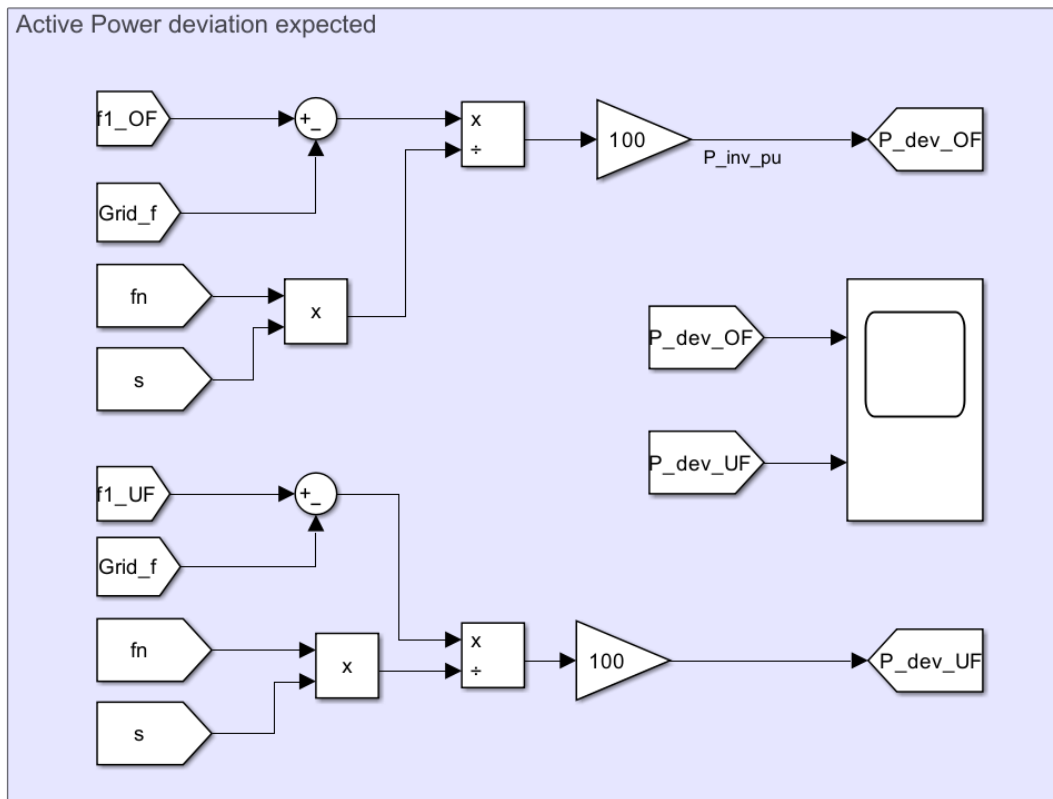 Active Power deviation expected
f1_OF
+
-
x
÷
100
P_inv_pu
P_dev_OF
Grid_f
fn
x
s
P_dev_OF
P_dev_UF
f1_UF
+
-
Grid_f
fn
x
s
x
÷
100
P_dev_UF